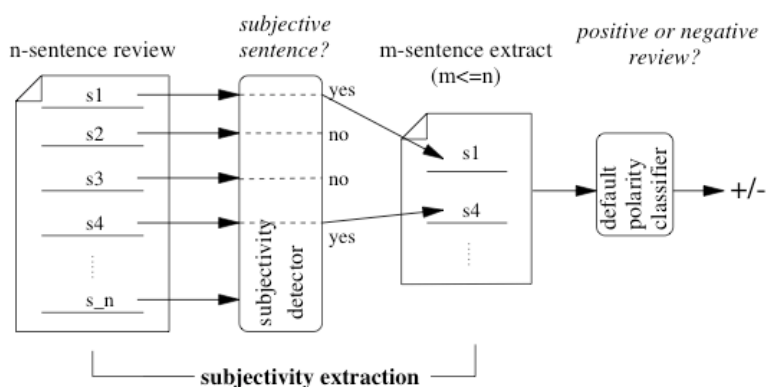 n-sentence review
s1
s2
s3
s4
s_n
subjective
sentence?
yes
no
no
yes
subjectivity
detector
m-sentence extract
(m<=n)
s1
s4
positive or negative
review?
default
polarity
classifier
+/-
subjectivity extraction